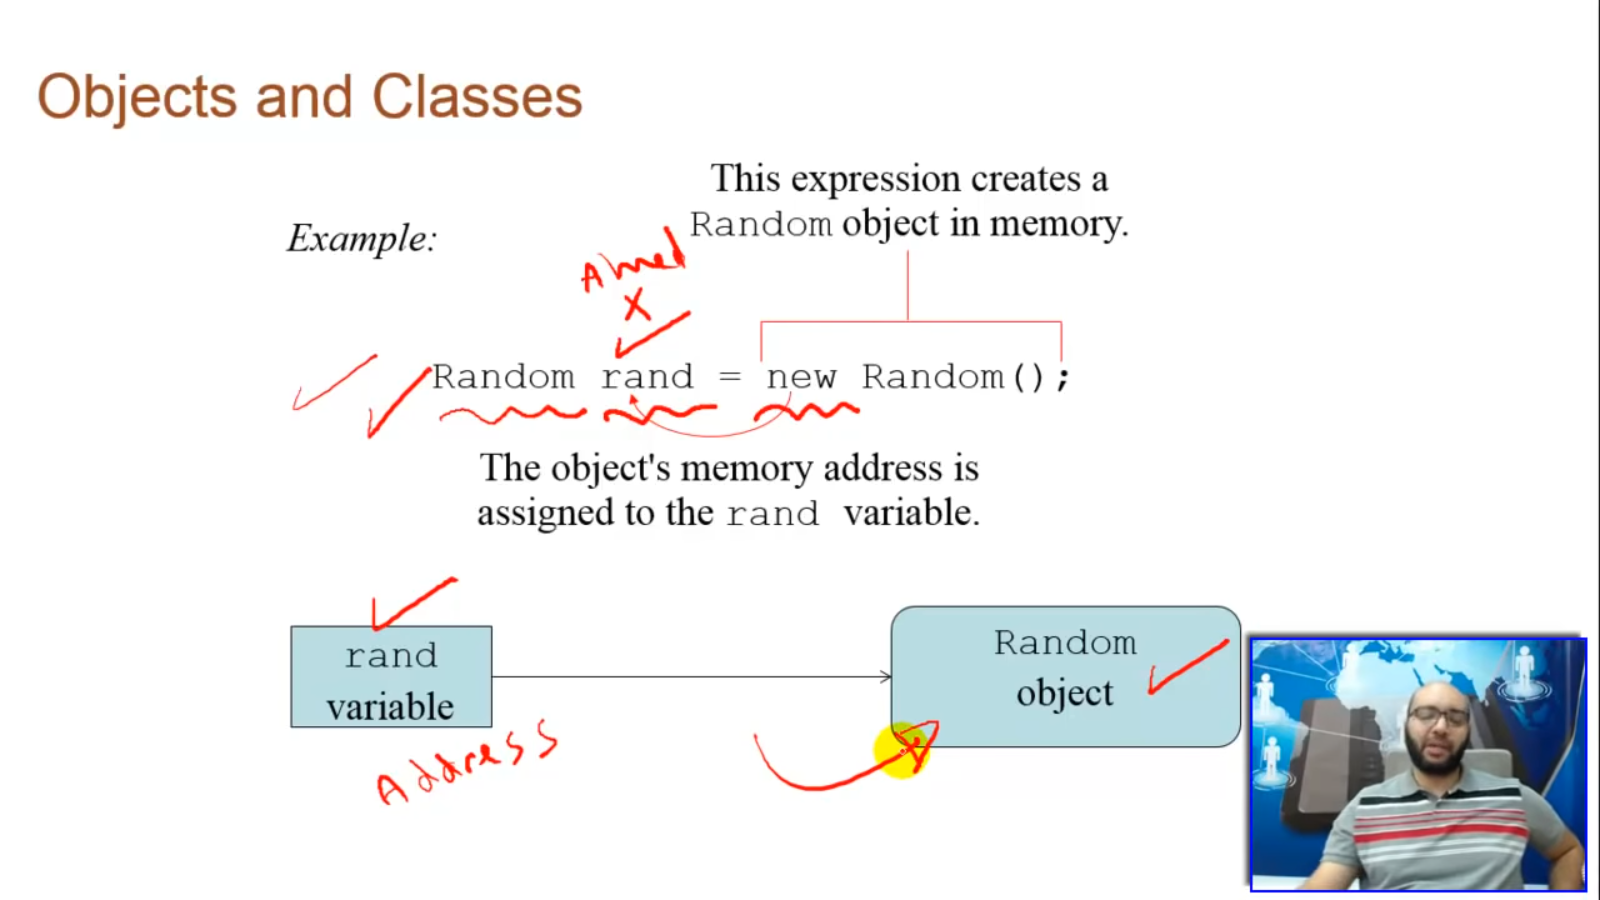 Objects and Classes
This expression creates a
Random object in memory.
Example:
Ahmed
X
Random rand = new Random();
The object's memory address is
assigned to the rand variable.
rand
variable
Random
object
Address